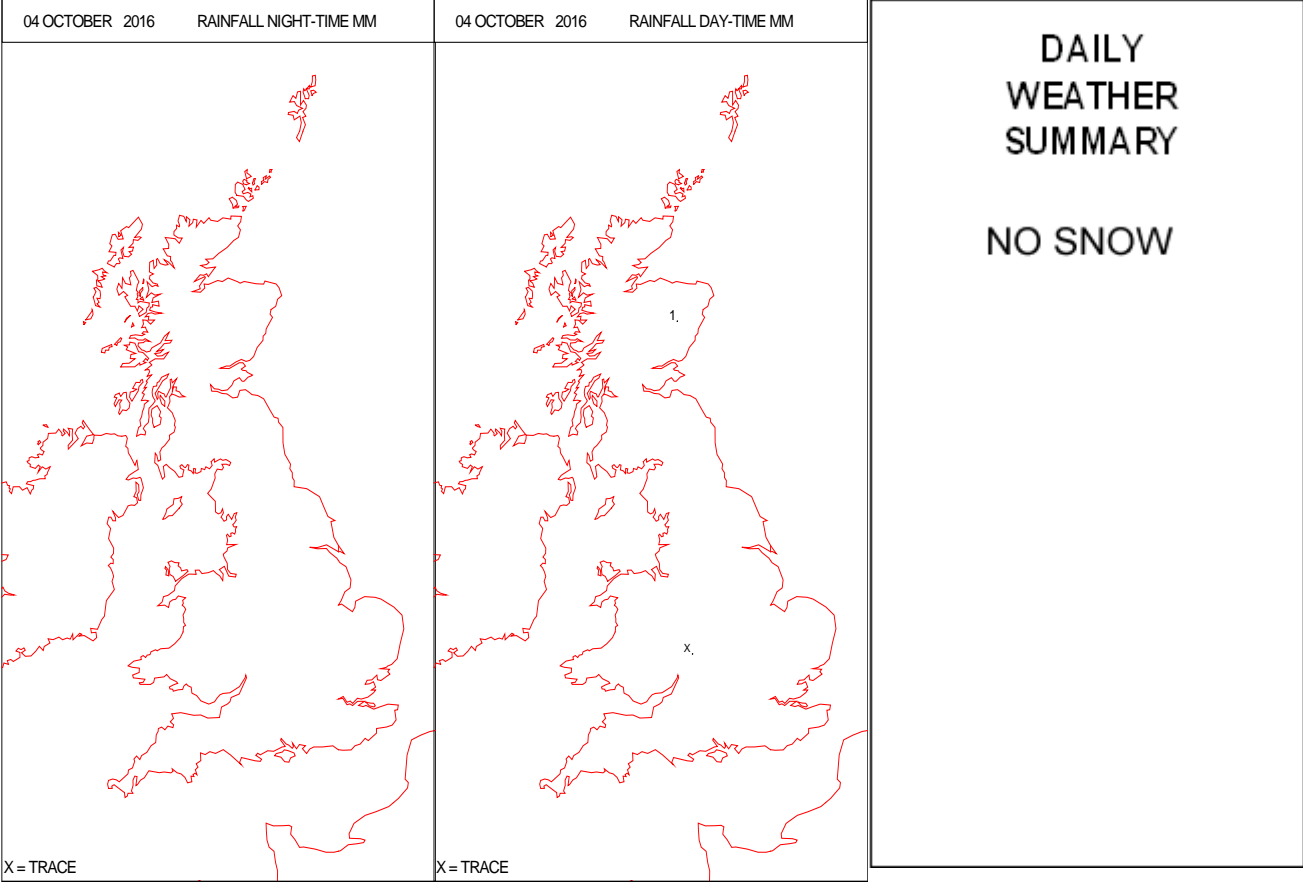 04 OCTOBER 2016 RAINFALL NIGHT-TIME MM
X = TRACE
04 OCTOBER 2016 RAINFALL DAY-TIME MM
1.
X.
X = TRACE
DAILY
WEATHER
SUMMARY
NO SNOW